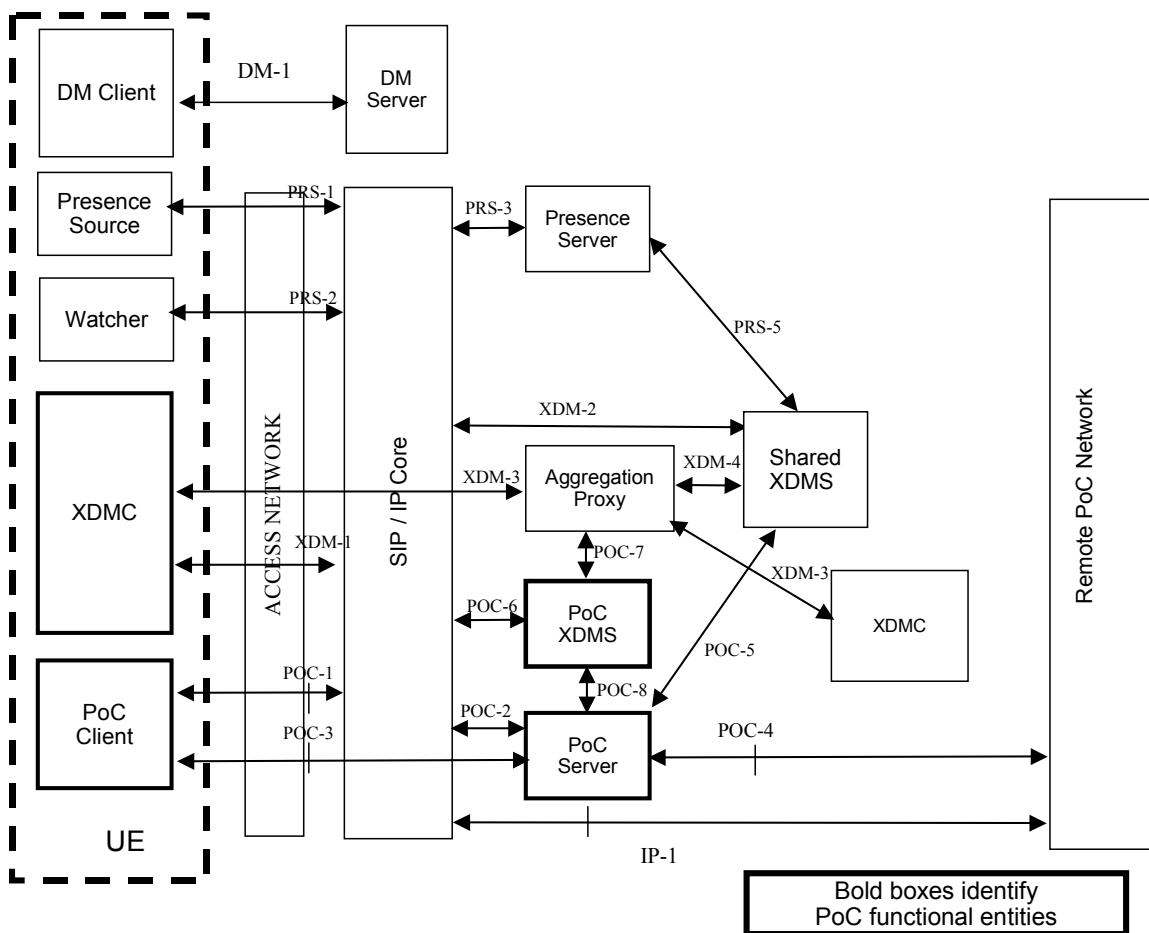 DM Client
DM-1
DM
Server
Presence
Source
PRS-1
PRS-3
Presence
Server
Watcher
PRS-2
PRS-5
XDM-2
XDMC
XDM-3
Aggregation
Proxy
XDM-4
Shared
XDMS
XDM-1
ACCESS NETWORK
SIP / IP Core
Remote PoC Network
POC-7
XDM-3
XDMC
POC-6
PoC
XDMS
POC-5
POC-8
PoC
Client
POC-1
POC-3
POC-2
PoC
Server
POC-4
UE
IP-1
Bold boxes identify
PoC functional entities